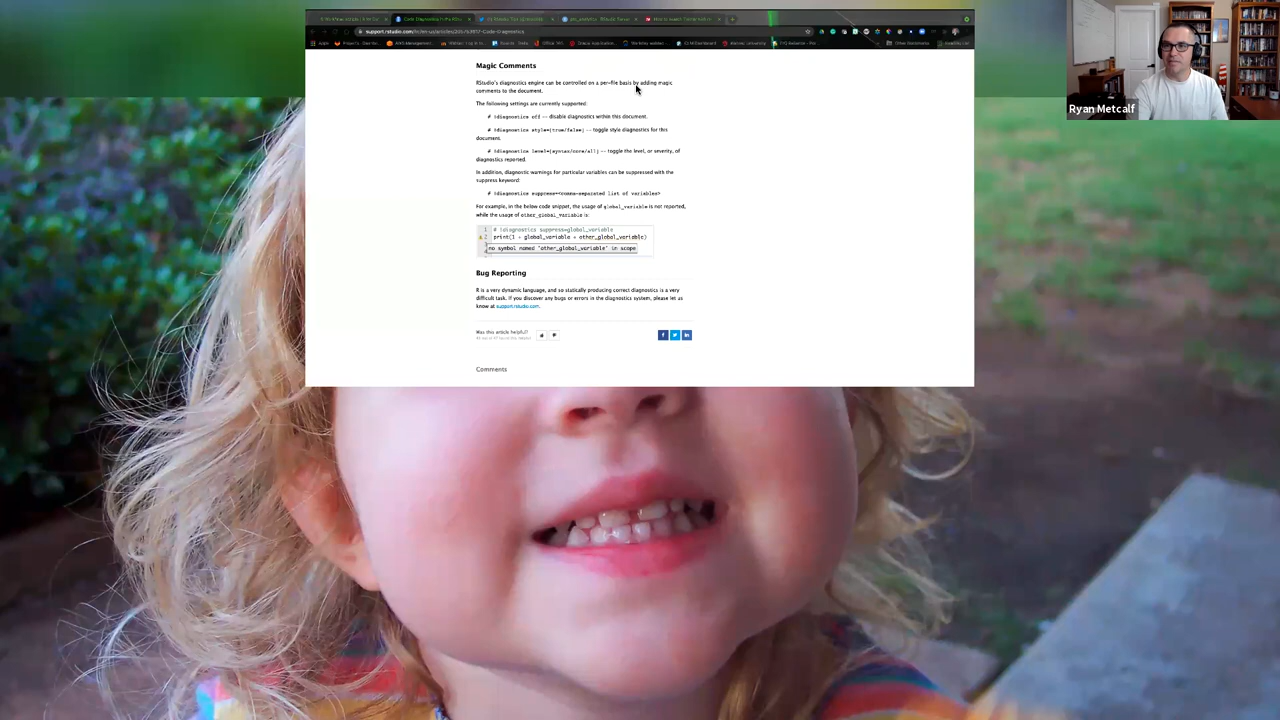 support.rstudio.com
Magic Comments
RStudio's diagnostics engine can be controlled on a per-file basis by adding magic
comments to the document.
The following settings are currently supported:
# !diagnostics off -- disable diagnostics within this document.
# !diagnostics style=[true/false] -- toggle style diagnostics for this
document.
# !diagnostics level=[syntax/core/all] -- toggle the level, or severity, of
diagnostics reported.
In addition, diagnostic warnings for particular variables can be suppressed with the
suppress keyword:
# !diagnostics suppress=<comma-separated list of variables>
For example, in the below code snippet, the usage of global_variable is not reported,
while the usage of other_global_variable is:
1 # !diagnostics suppress=global_variable
2 print(1 + global_variable + other_global_variable)
no symbol named 'other_global_variable' in scope
Bug Reporting
R is a very dynamic language, and so statically producing correct diagnostics is a very
difficult task. If you discover any bugs or errors in the diagnostics system, please let us
know at support.rstudio.com.
Was this article helpful?
Comments
Ryan Metcalf